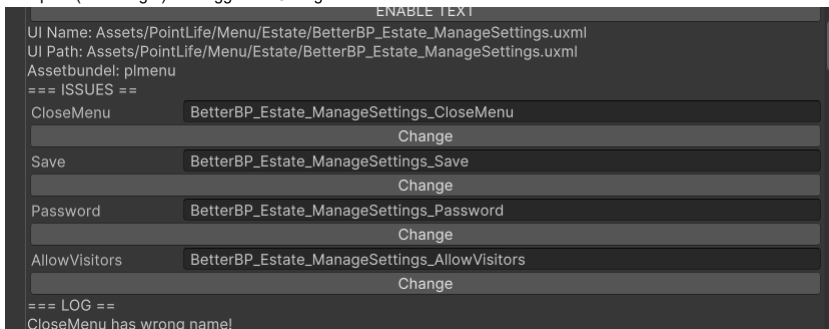 ENABLE TEXT
UI Name: Assets/PointLife/Menu/Estate/BetterBP_Estate_ManageSettings.uxml
UI Path: Assets/PointLife/Menu/Estate/BetterBP_Estate_ManageSettings.uxml
Assetbundel: plmenu
=== ISSUES ==
CloseMenu BetterBP_Estate_ManageSettings_CloseMenu
Change
Save BetterBP_Estate_ManageSettings_Save
Change
Password BetterBP_Estate_ManageSettings_Password
Change
AllowVisitors BetterBP_Estate_ManageSettings_AllowVisitors
Change
=== LOG ==
CloseMenu has wrong name!